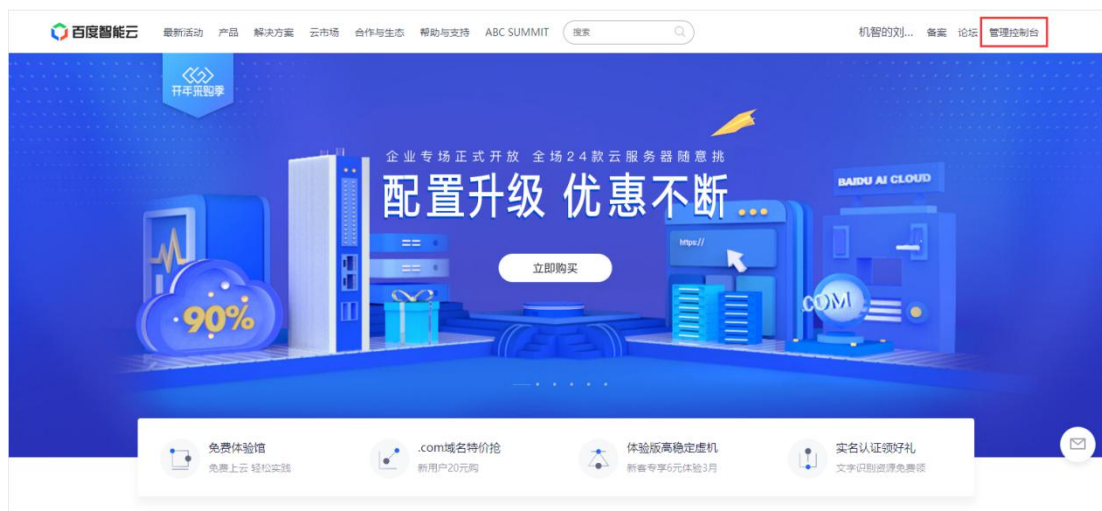 百度智能云 最新活动 产品 解决方案 云市场 合作与生态 帮助与支持 ABC SUMMIT 搜索 机智的刘... 备案 论坛 管理控制台
开年采购季
企业专场正式开放 全场24款云服务器随意挑
配置升级 优惠不断
BAIDU AI CLOUD
https://
立即购买
.COM
90%
免费体验馆
免费上云 轻松实践
.com域名特价抢
新用户20元购
体验版高稳定虚机
新客专享6元体验3月
实名认证领好礼
文字识别资源免费领